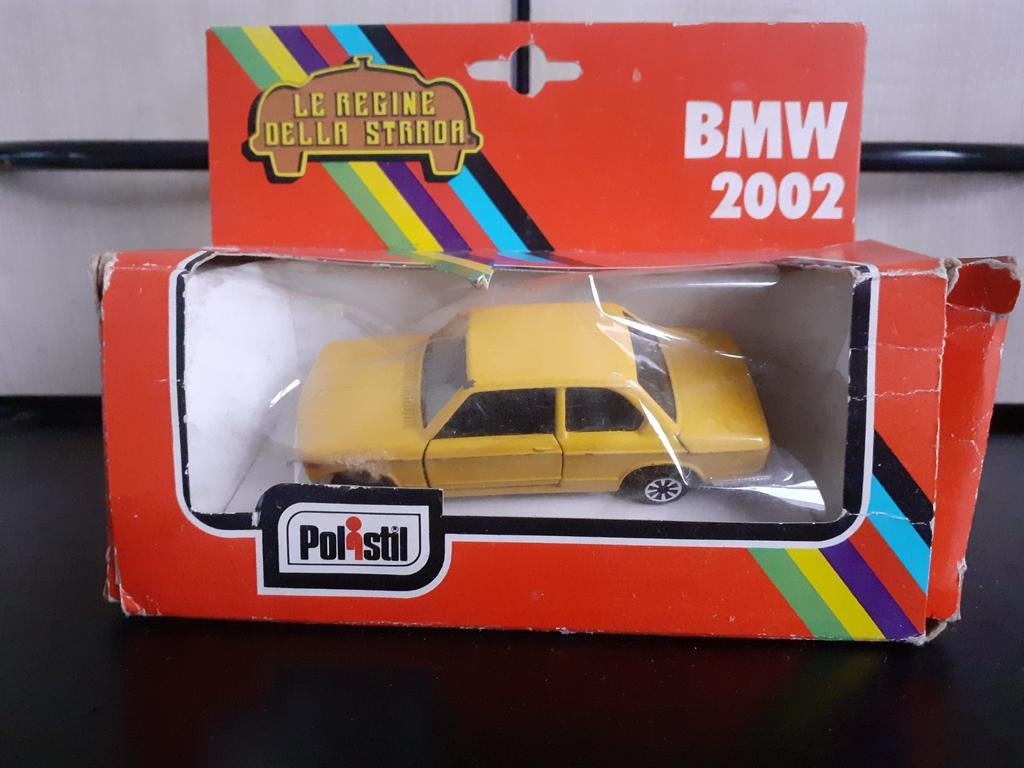 LE REGINE
DELLA STRADA
BMW
2002
Polistil